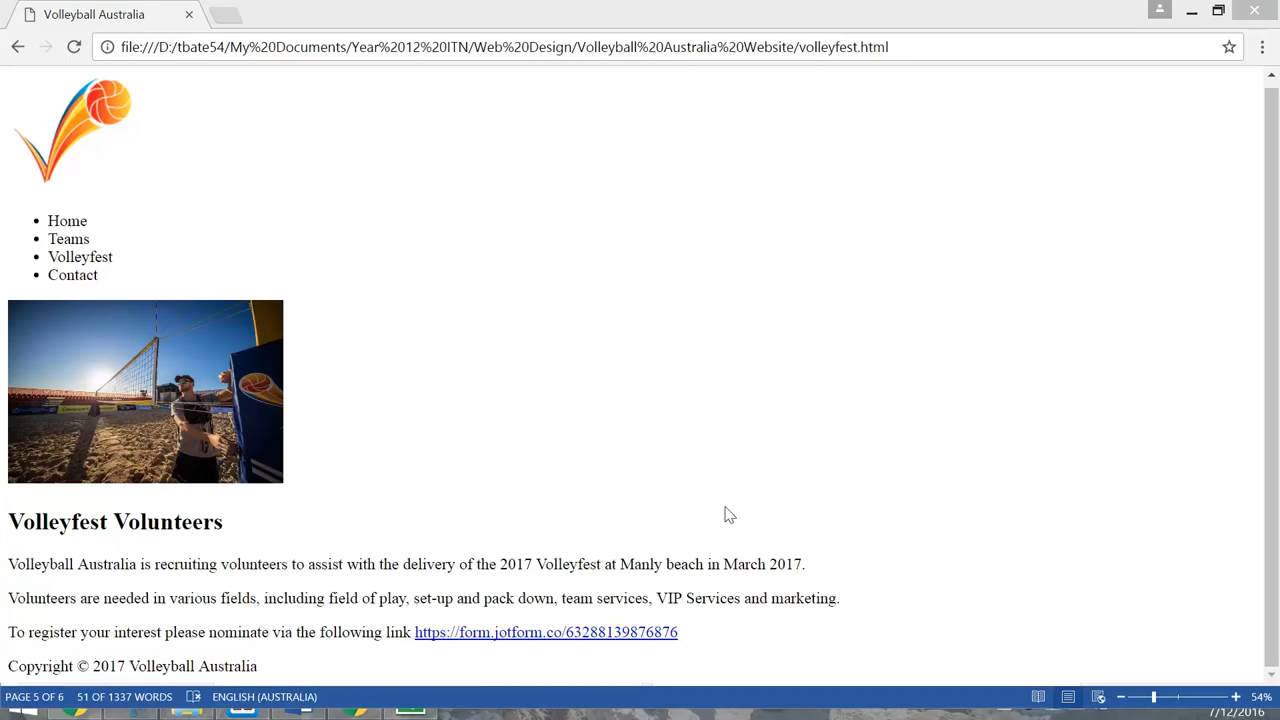 Volleyball Australia
file:///D:/tbate54/My%20Documents/Year%2012%20ITN/Web%20Design/Volleyball%20Australia%20Website/volleyfest.html
Home
Teams
Volleyfest
Contact
Volleyfest Volunteers
Volleyball Australia is recruiting volunteers to assist with the delivery of the 2017 Volleyfest at Manly beach in March 2017.
Volunteers are needed in various fields, including field of play, set-up and pack down, team services, VIP Services and marketing.
To register your interest please nominate via the following link https://form.jotform.co/63288139876876
Copyright © 2017 Volleyball Australia
PAGE 5 OF 6 51 OF 1337 WORDS ENGLISH (AUSTRALIA) 54%
7/12/2016